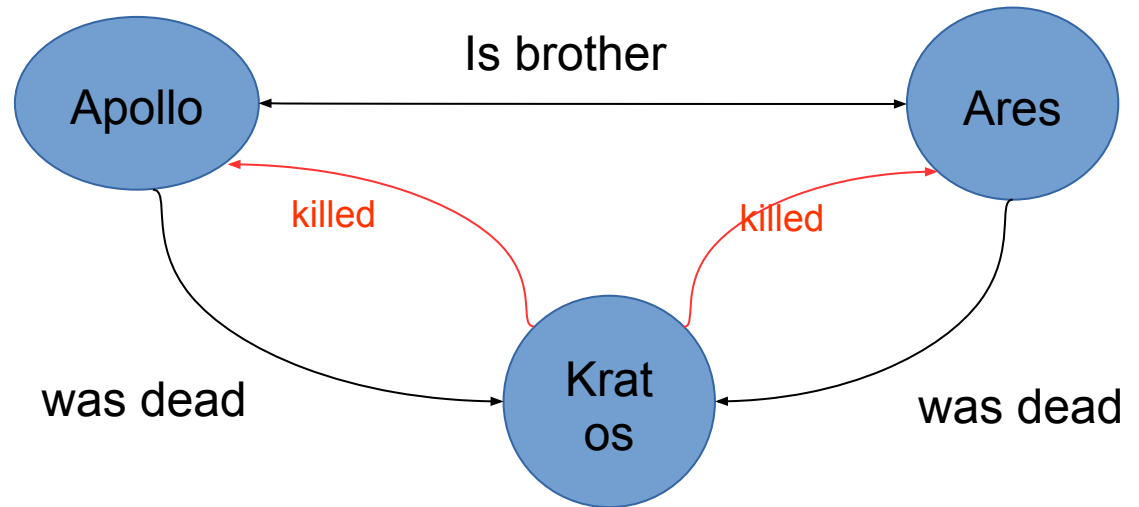 Is brother
Apollo
Ares
killed
killed
Krat
os
was dead
was dead